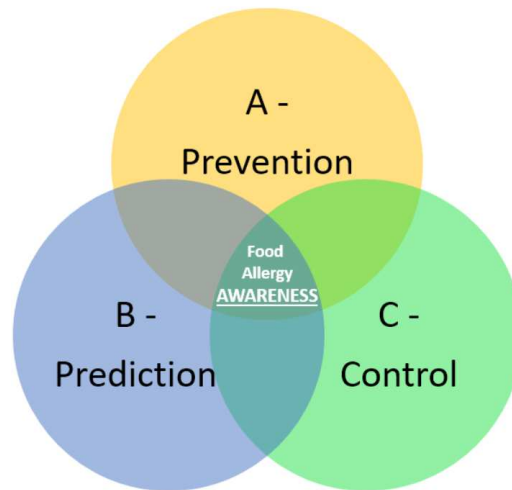 A -
Prevention
Food
Allergy
AWARENESS
B -
Prediction
C -
Control